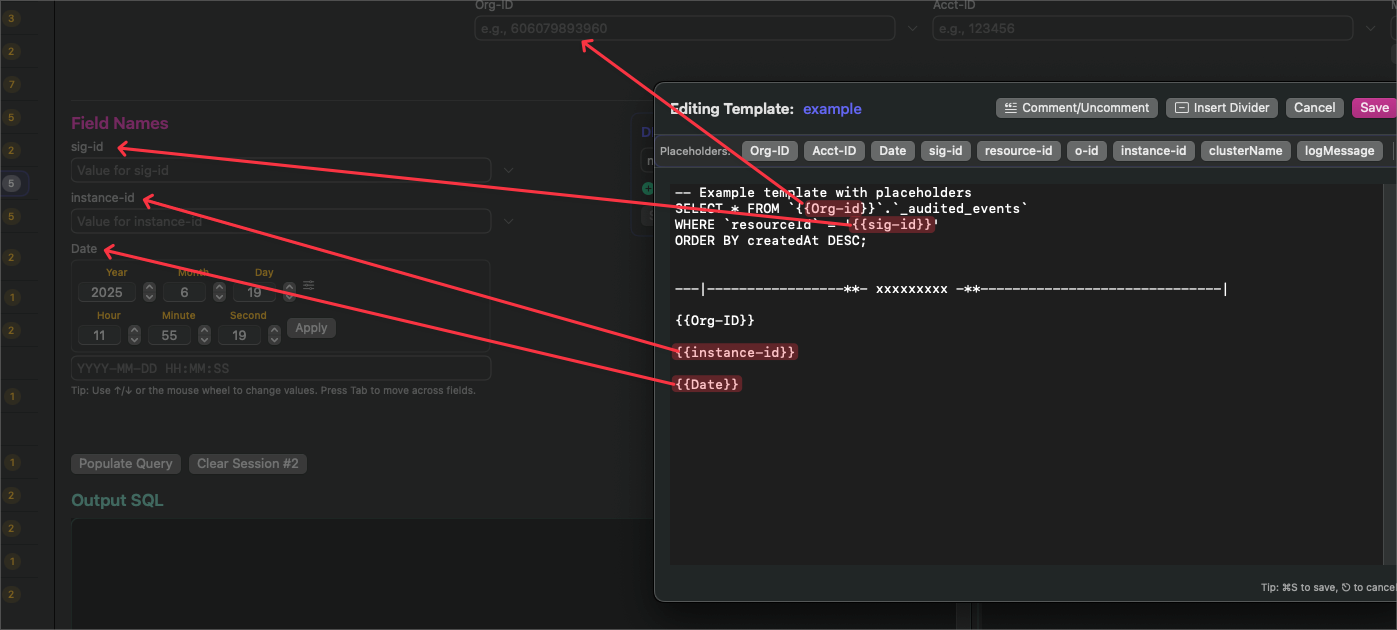 3
2
7
5
2
5
5
2
1
2
1
1
2
2
1
2
Org-ID
e.g., 606079893960
Acct-ID
e.g., 123456
Field Names
sig-id
Value for sig-id
instance-id
Value for instance-id
Date
Year Month Day
2025 6 19
Hour Minute Second
11 55 19 Apply
YYYY-MM-DD HH:MM:SS
Tip: Use ↑/↓ or the mouse wheel to change values. Press Tab to move across fields.
Populate Query Clear Session #2
Output SQL
Editing Template: example
Comment/Uncomment Insert Divider Cancel Save
Placeholders: Org-ID Acct-ID Date sig-id resource-id o-id instance-id clusterName logMessage
-- Example template with placeholders
SELECT * FROM `{{Org-id}}`.`_audited_events`
WHERE `resourceId` = '{{sig-id}}'
ORDER BY createdAt DESC;
---|-----------------**- xxxxxxxxx -**------------------------------|
{{Org-ID}}
{{instance-id}}
{{Date}}
Tip: ⌘S to save, ⎋ to cancel